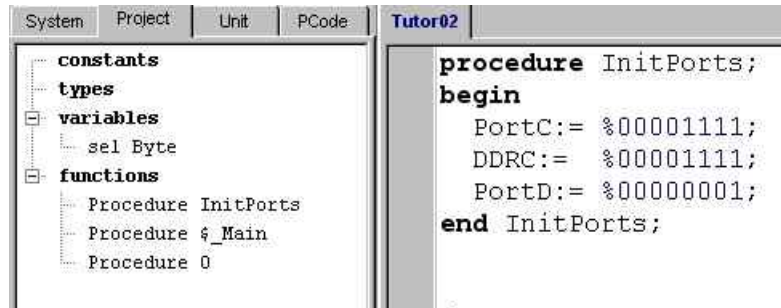 System Project Unit PCode
constants
types
variables
sel Byte
functions
Procedure InitPorts
Procedure $_Main
Procedure O
Tutor02
procedure InitPorts;
begin
PortC:= %00001111;
DDRC:= %00001111;
PortD:= %00000001;
end InitPorts;